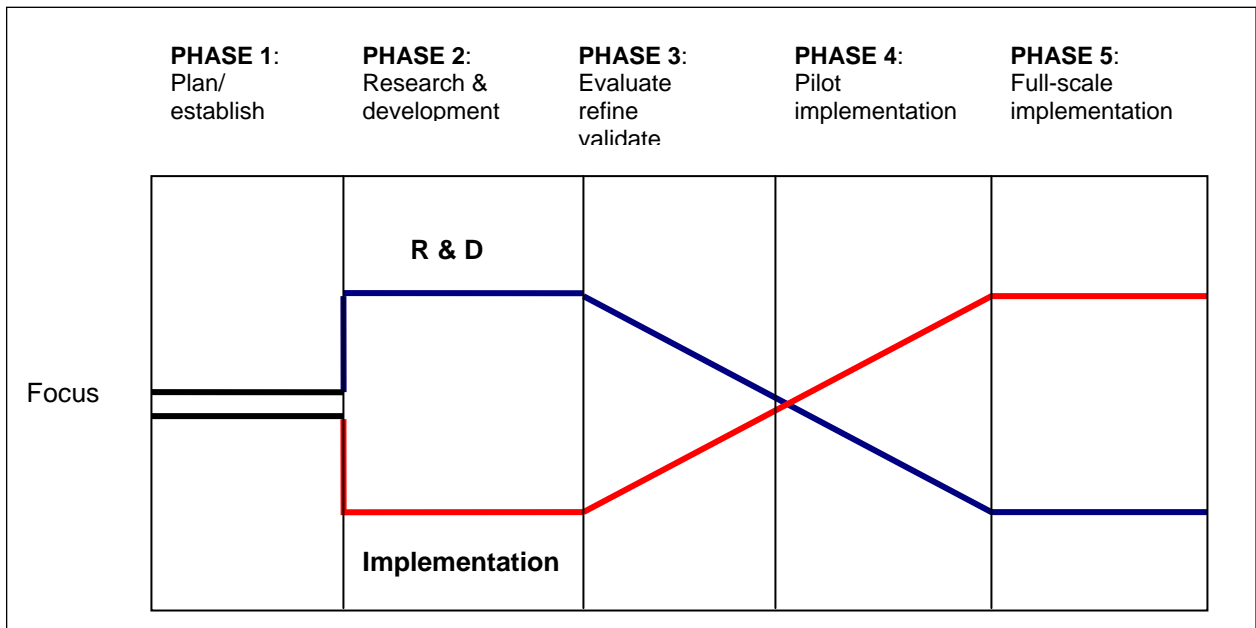 PHASE 1:
Plan/
establish
PHASE 2:
Research &
development
PHASE 3:
Evaluate
refine
validate
PHASE 4:
Pilot
implementation
PHASE 5:
Full-scale
implementation
R & D
Focus
Implementation